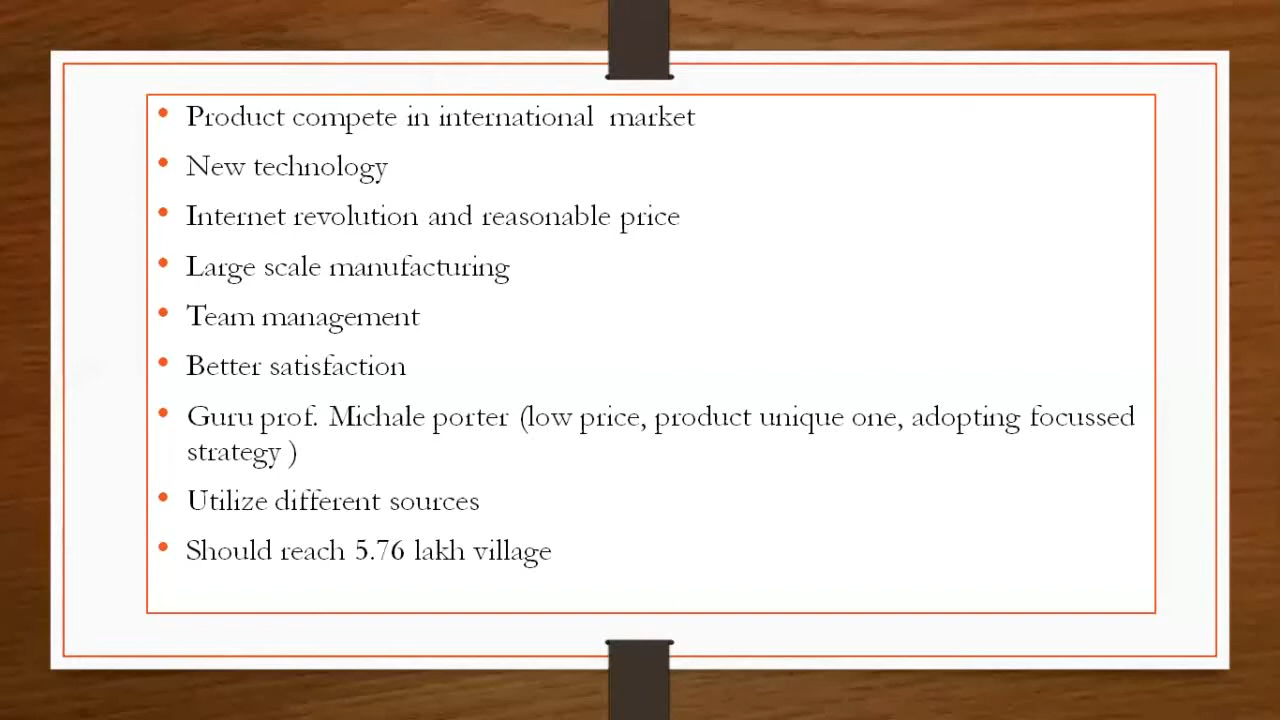 • Product compete in international  market
• New technology
• Internet revolution and reasonable price
• Large scale manufacturing
• Team management
• Better satisfaction
• Guru prof. Michale porter (low price, product unique one, adopting focussed
strategy )
• Utilize different sources
• Should reach 5.76 lakh village